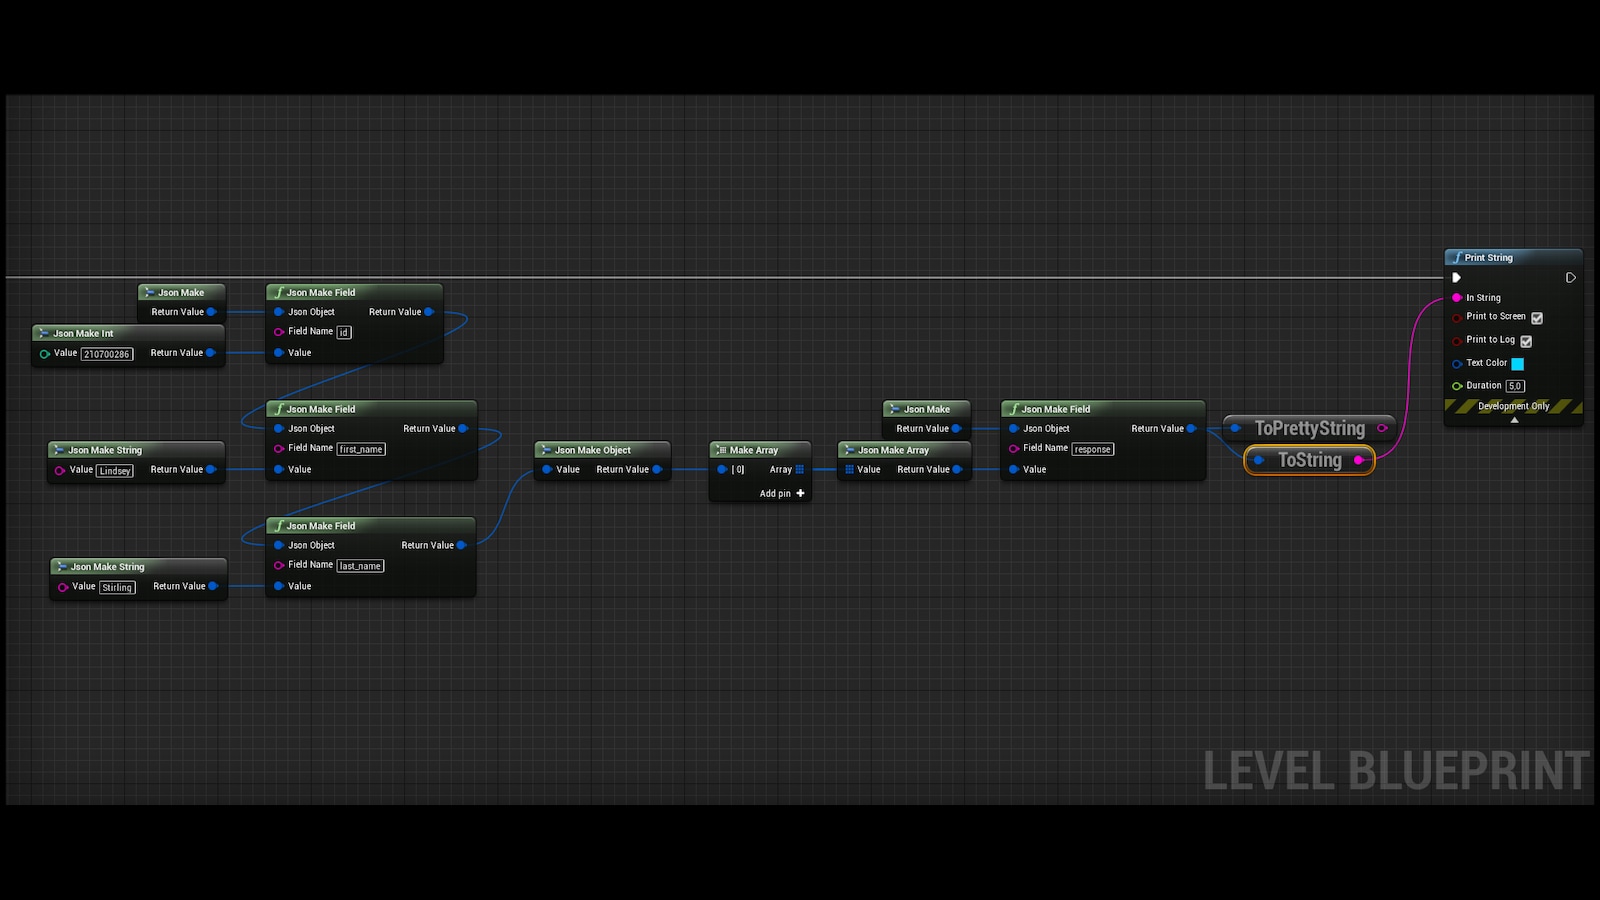 Print String
In String
Print to Screen
Print to Log
Text Color
Duration 5,0
Development Only
Json Make
Return Value
Json Make Int
Value 210700286 Return Value
Json Make Field
Json Object Return Value
Field Name id
Value
Json Make Field
Json Object Return Value
Field Name first_name
Value
Json Make String
Value Lindsey Return Value
Json Make Field
Json Object Return Value
Field Name last_name
Value
Json Make String
Value Stirling Return Value
Json Make Object
Value Return Value
Make Array
[0] Array
Add pin +
Json Make
Return Value
Json Make Array
Value Return Value
Json Make Field
Json Object Return Value
Field Name response
Value
ToPrettyString
ToString
LEVEL BLUEPRINT